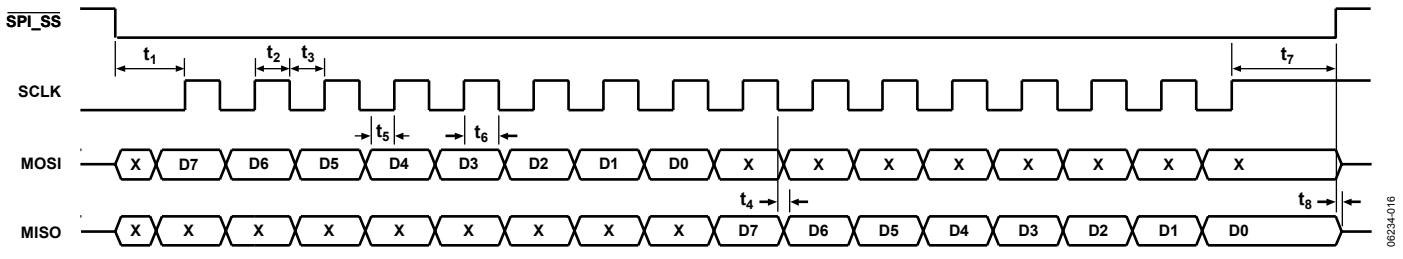 SPI_SS
t1 t2 t3 t7
SCLK
t5 t6
MOSI X D7 D6 D5 D4 D3 D2 D1 D0 X X X X X X X X
t4 t8
MISO X X X X X X X X X D7 D6 D5 D4 D3 D2 D1 D0
06234-016